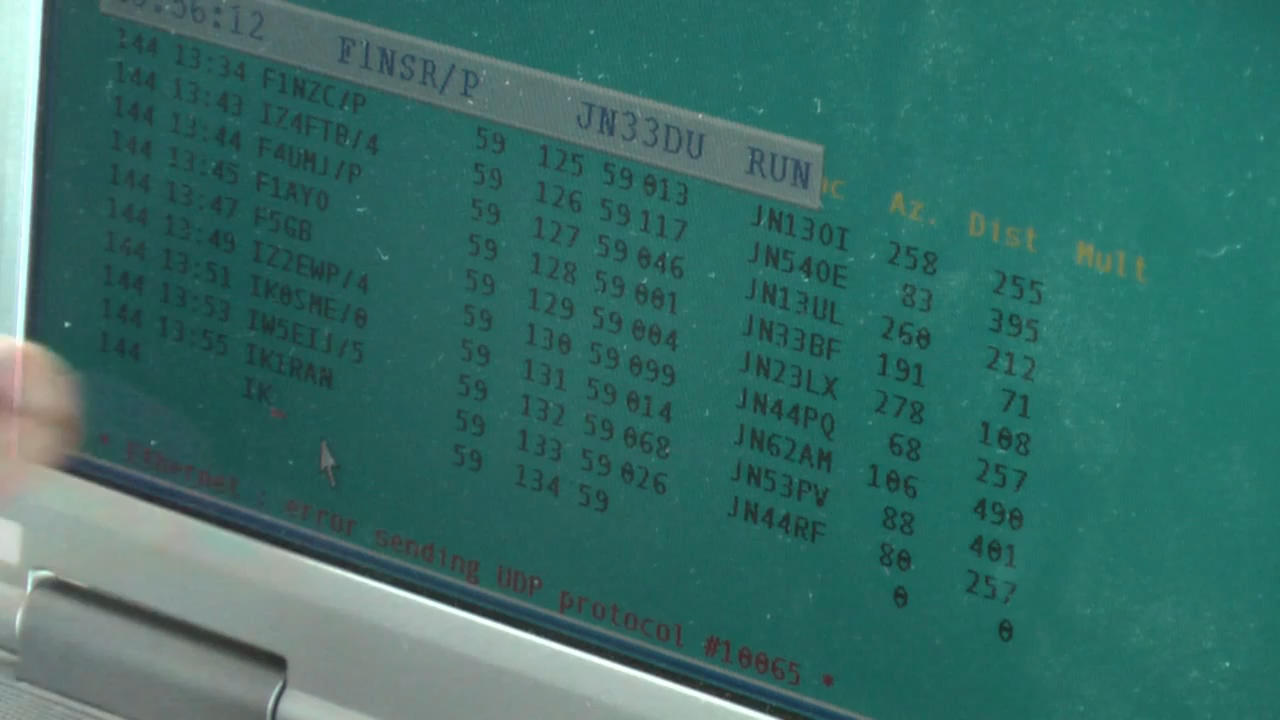 :56:12 F1NSR/P JN33DU RUN
Az. Dist Mult
144 13:34 F1NZC/P 59 125 59 013 JN13OI 258 255
144 13:43 IZ4FTB/4 59 126 59 117 JN54OE 83 395
144 13:44 F4UMJ/P 59 127 59 046 JN13UL 260 212
144 13:45 F1AYO 59 128 59 001 JN33BF 191 71
144 13:47 F5GB 59 129 59 004 JN23LX 278 108
144 13:49 IZ2EWP/4 59 130 59 099 JN44PQ 68 257
144 13:51 IK0SME/0 59 131 59 014 JN62AM 106 490
144 13:53 IW5EIJ/5 59 132 59 068 JN53PV 88 401
144 13:55 IK1RAN 59 133 59 026 JN44RF 80 257
144 IK_ 59 134 59 0 0
* Ethernet : error sending UDP protocol #10065 *